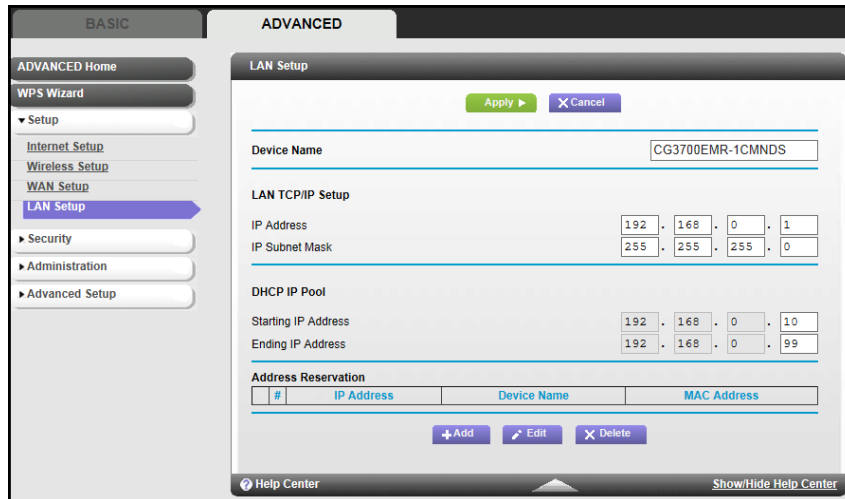 BASIC
ADVANCED
ADVANCED Home
WPS Wizard
Setup
Internet Setup
Wireless Setup
WAN Setup
LAN Setup
Security
Administration
Advanced Setup
LAN Setup
Apply
Cancel
Device Name CG3700EMR-1CMNDS
LAN TCP/IP Setup
IP Address 192 . 168 . 0 . 1
IP Subnet Mask 255 . 255 . 255 . 0
DHCP IP Pool
Starting IP Address 192 . 168 . 0 . 10
Ending IP Address 192 . 168 . 0 . 99
Address Reservation
# IP Address Device Name MAC Address
Add Edit Delete
Help Center Show/Hide Help Center